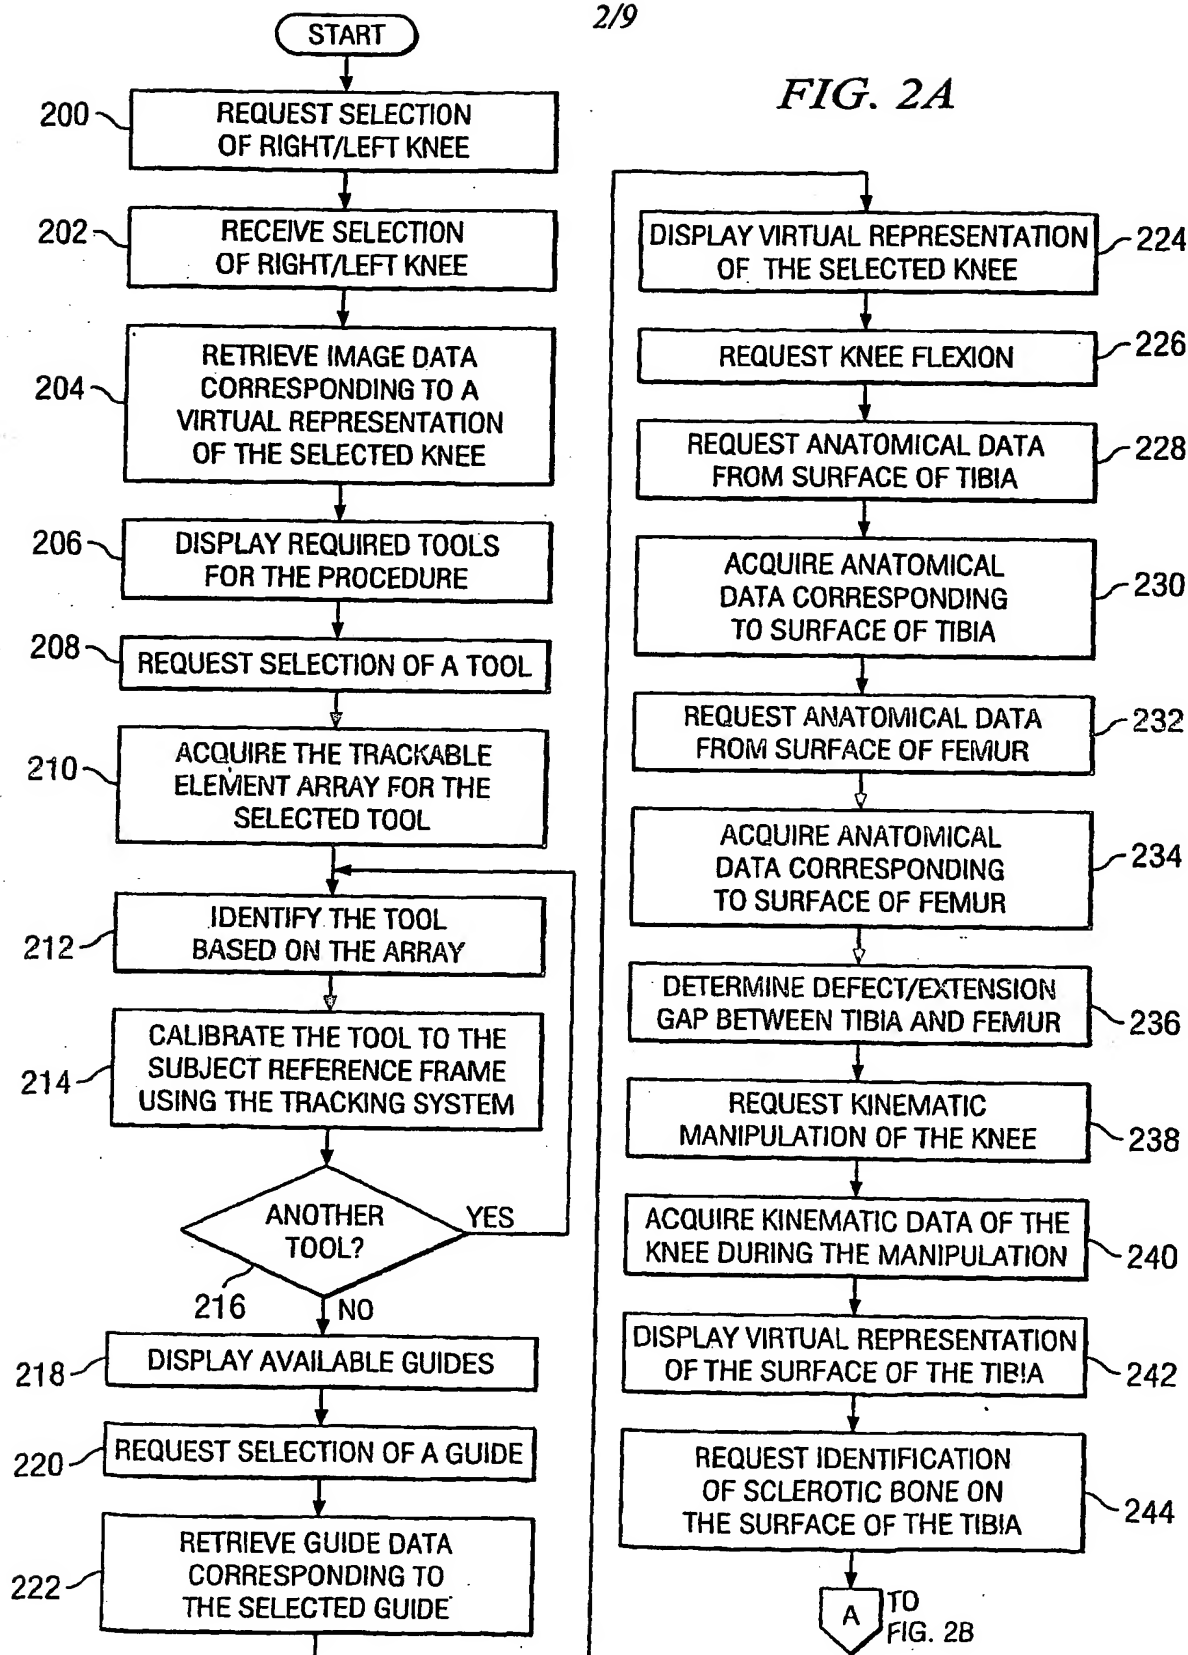 2/9
FIG. 2A
START
200
REQUEST SELECTION
OF RIGHT/LEFT KNEE
202
RECEIVE SELECTION
OF RIGHT/LEFT KNEE
204
RETRIEVE IMAGE DATA
CORRESPONDING TO A
VIRTUAL REPRESENTATION
OF THE SELECTED KNEE
206
DISPLAY REQUIRED TOOLS
FOR THE PROCEDURE
208
REQUEST SELECTION OF A TOOL
210
ACQUIRE THE TRACKABLE
ELEMENT ARRAY FOR THE
SELECTED TOOL
212
IDENTIFY THE TOOL
BASED ON THE ARRAY
214
CALIBRATE THE TOOL TO THE
SUBJECT REFERENCE FRAME
USING THE TRACKING SYSTEM
ANOTHER
TOOL?
YES
216
NO
218
DISPLAY AVAILABLE GUIDES
220
REQUEST SELECTION OF A GUIDE
222
RETRIEVE GUIDE DATA
CORRESPONDING TO
THE SELECTED GUIDE
DISPLAY VIRTUAL REPRESENTATION
OF THE SELECTED KNEE
224
REQUEST KNEE FLEXION
226
REQUEST ANATOMICAL DATA
FROM SURFACE OF TIBIA
228
ACQUIRE ANATOMICAL
DATA CORRESPONDING
TO SURFACE OF TIBIA
230
REQUEST ANATOMICAL DATA
FROM SURFACE OF FEMUR
232
ACQUIRE ANATOMICAL
DATA CORRESPONDING
TO SURFACE OF FEMUR
234
DETERMINE DEFECT/EXTENSION
GAP BETWEEN TIBIA AND FEMUR
236
REQUEST KINEMATIC
MANIPULATION OF THE KNEE
238
ACQUIRE KINEMATIC DATA OF THE
KNEE DURING THE MANIPULATION
240
DISPLAY VIRTUAL REPRESENTATION
OF THE SURFACE OF THE TIBIA
242
REQUEST IDENTIFICATION
OF SCLEROTIC BONE ON
THE SURFACE OF THE TIBIA
244
A
TO
FIG. 2B